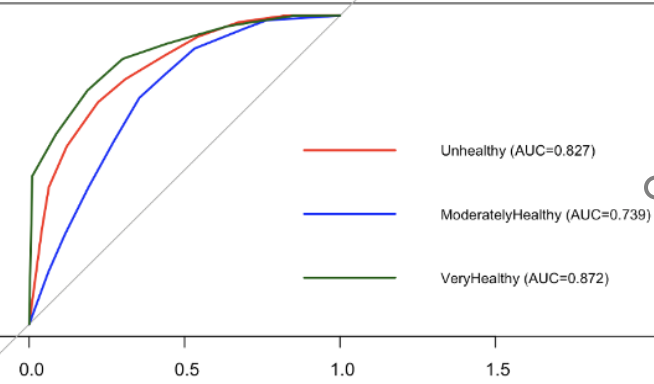 Unhealthy (AUC=0.827)
ModeratelyHealthy (AUC=0.739)
VeryHealthy (AUC=0.872)
0.0 0.5 1.0 1.5